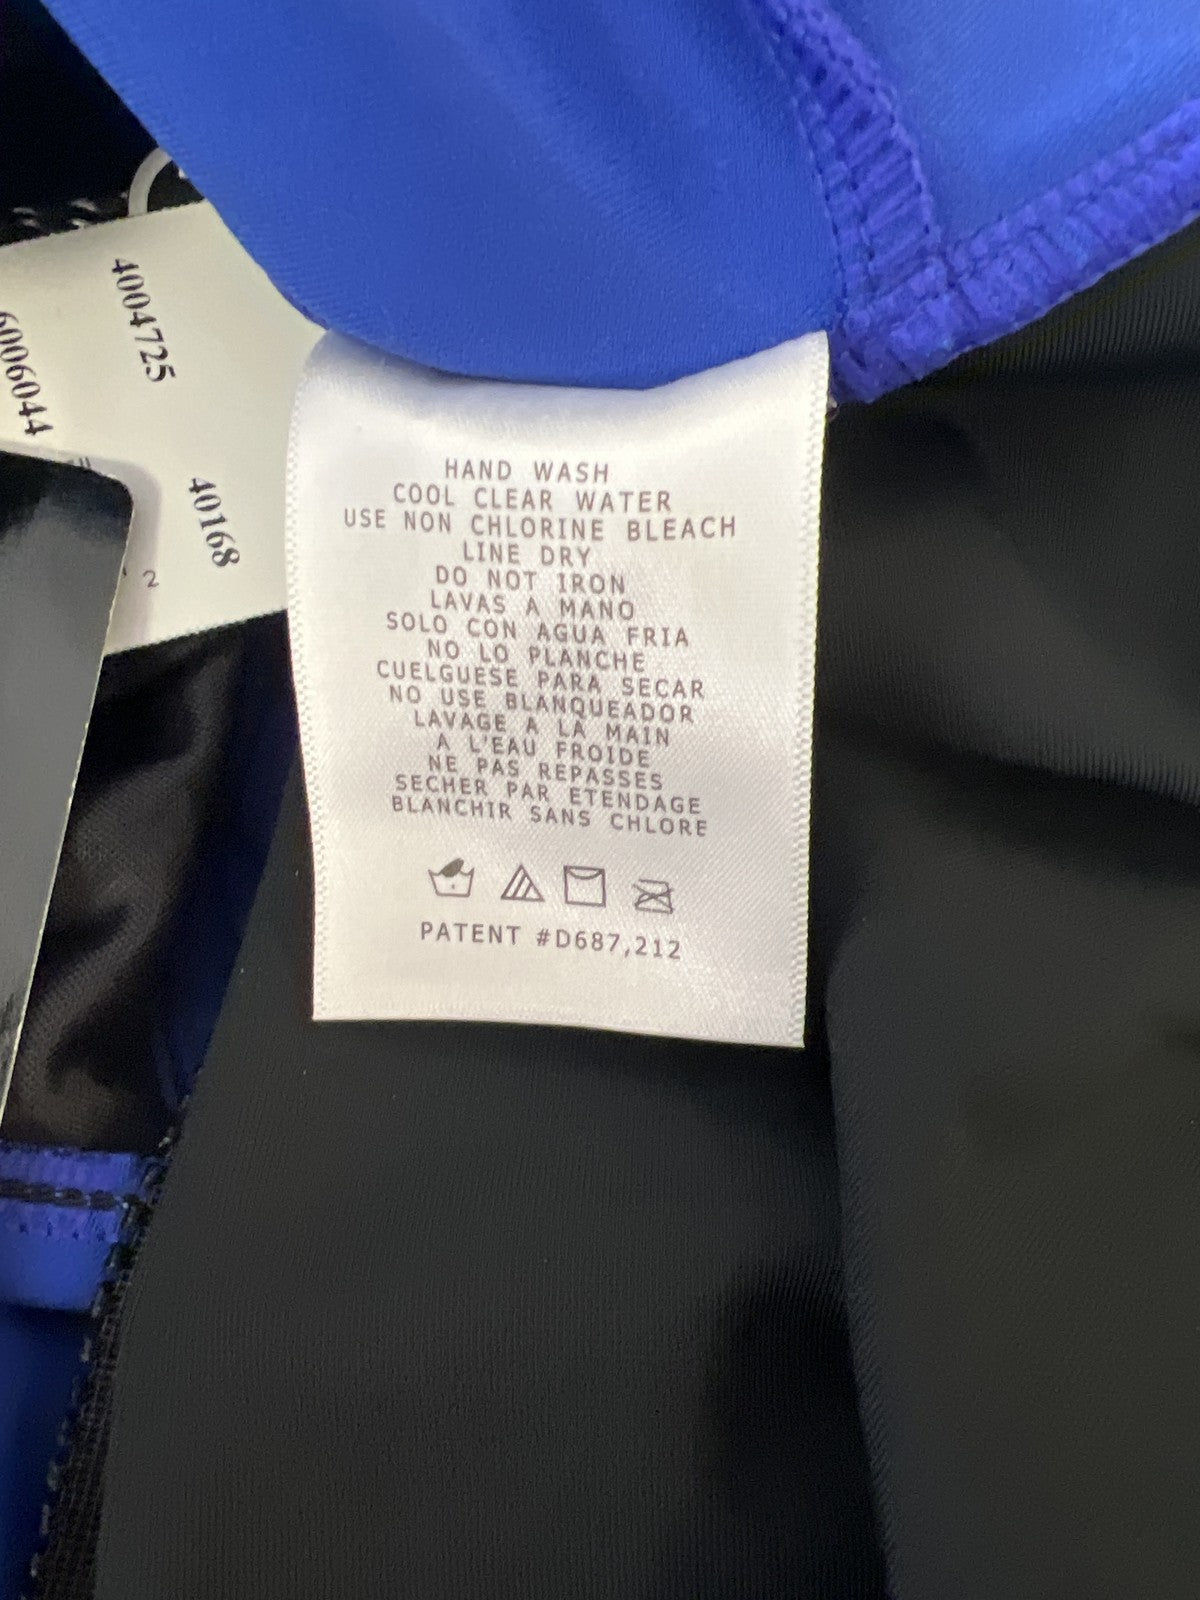 4004725
6006044
40168
2
HAND WASH
COOL CLEAR WATER
USE NON CHLORINE BLEACH
LINE DRY
DO NOT IRON
LAVAS A MANO
SOLO CON AGUA FRIA
NO LO PLANCHE
CUELGUESE PARA SECAR
NO USE BLANQUEADOR
LAVAGE A LA MAIN
A L'EAU FROIDE
NE PAS REPASSES
SECHER PAR ETENDAGE
BLANCHIR SANS CHLORE
PATENT #D687,212